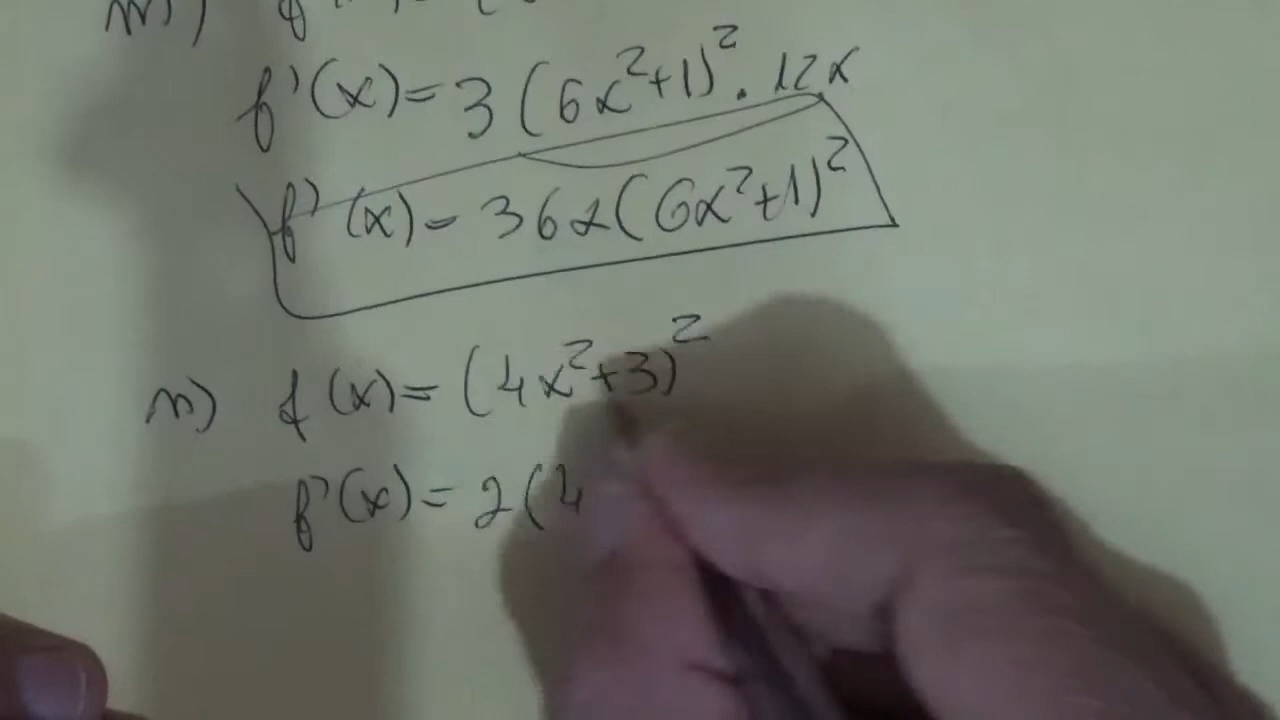 m)
f'(x)=3(6x²+1)².12x
f'(x)=36x(6x²+1)²
n) f(x)=(4x²+3)²
f'(x)=2(4